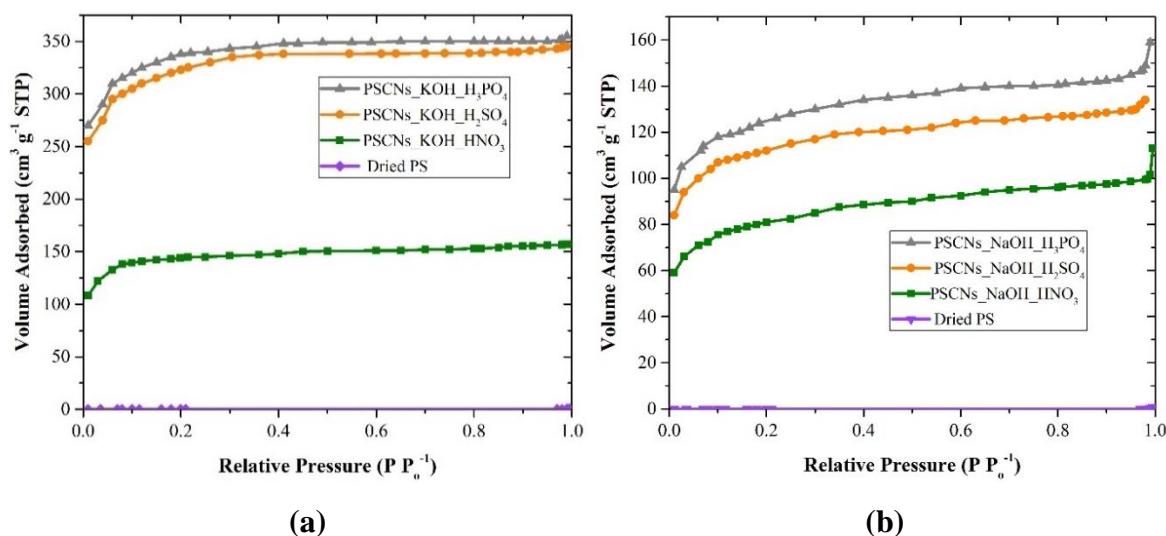 350
300
250
200
150
100
50
0
Volume Adsorbed (cm³ g⁻¹ STP)
PSCNs_KOH_H₃PO₄
PSCNs_KOH_H₂SO₄
PSCNs_KOH_HNO₃
Dried PS
0.0 0.2 0.4 0.6 0.8 1.0
Relative Pressure (P Pₒ⁻¹)
(a)
160
140
120
100
80
60
40
20
0
Volume Adsorbed (cm³ g⁻¹ STP)
PSCNs_NaOH_H₃PO₄
PSCNs_NaOH_H₂SO₄
PSCNs_NaOH_HNO₃
Dried PS
0.0 0.2 0.4 0.6 0.8 1.0
Relative Pressure (P Pₒ⁻¹)
(b)